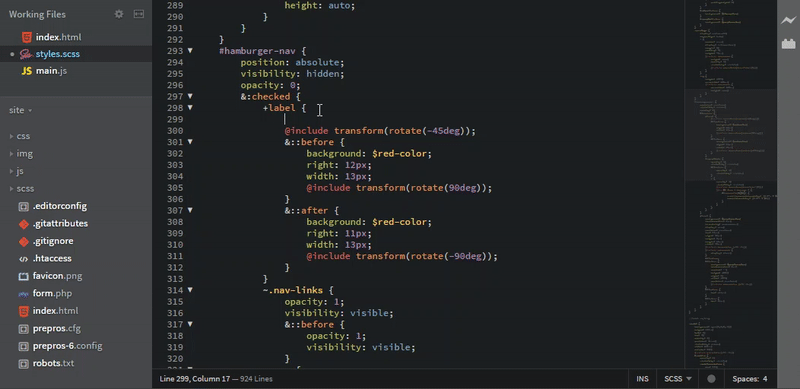 Working Files
index.html
styles.scss
JS main.js
site
css
img
js
scss
.editorconfig
.gitattributes
.gitignore
.htaccess
favicon.png
form.php
index.html
prepros.cfg
prepros-6.config
robots.txt
289 height: auto;
290 }
291 }
292 }
293 #hamburger-nav {
294 position: absolute;
295 visibility: hidden;
296 opacity: 0;
297 &:checked {
298 +label {
299
300 @include transform(rotate(-45deg));
301 &::before {
302 background: $red-color;
303 right: 12px;
304 width: 13px;
305 @include transform(rotate(90deg));
306 }
307 &::after {
308 background: $red-color;
309 right: 11px;
310 width: 13px;
311 @include transform(rotate(-90deg));
312 }
313 }
314 ~.nav-links {
315 opacity: 1;
316 visibility: visible;
317 &::before {
318 opacity: 1;
319 visibility: visible;
320 }
Line 299, Column 17 — 924 Lines
INS
SCSS
Spaces: 4